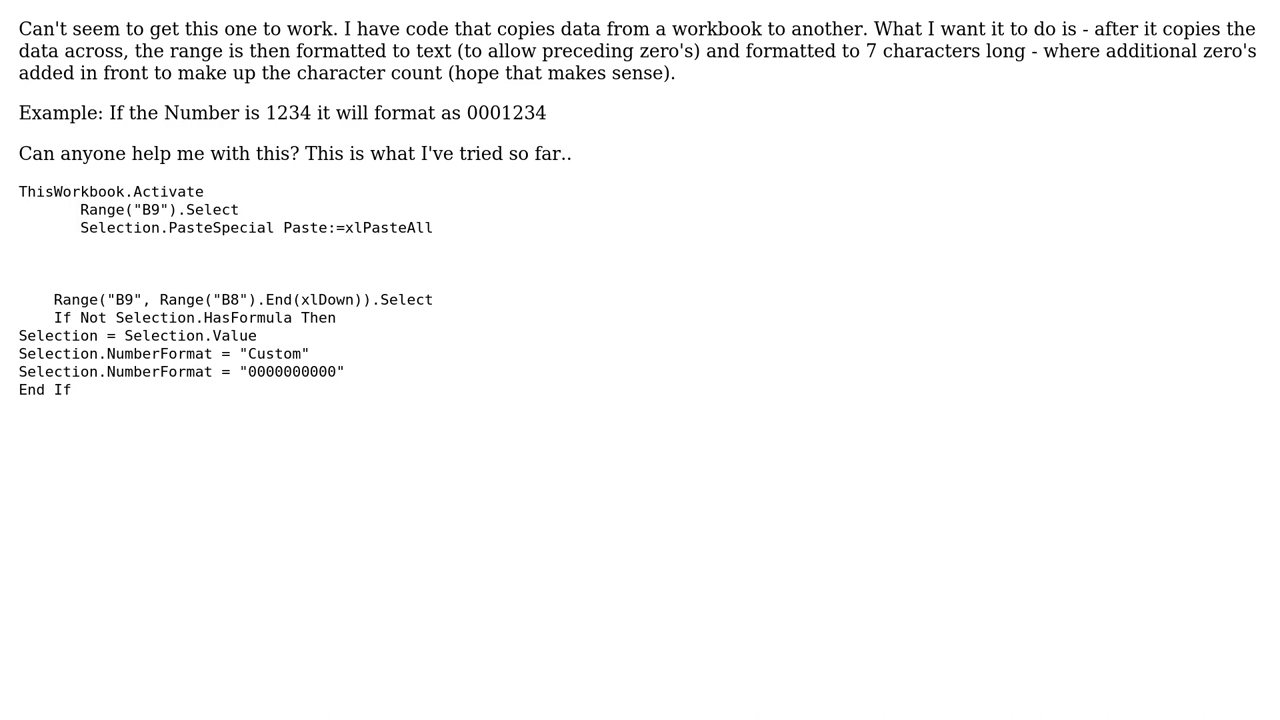 Can't seem to get this one to work. I have code that copies data from a workbook to another. What I want it to do is - after it copies the
data across, the range is then formatted to text (to allow preceding zero's) and formatted to 7 characters long - where additional zero's
added in front to make up the character count (hope that makes sense).
Example: If the Number is 1234 it will format as 0001234
Can anyone help me with this? This is what I've tried so far..
ThisWorkbook.Activate
       Range("B9").Select
       Selection.PasteSpecial Paste:=xlPasteAll
    Range("B9", Range("B8").End(xlDown)).Select
    If Not Selection.HasFormula Then
Selection = Selection.Value
Selection.NumberFormat = "Custom"
Selection.NumberFormat = "0000000000"
End If